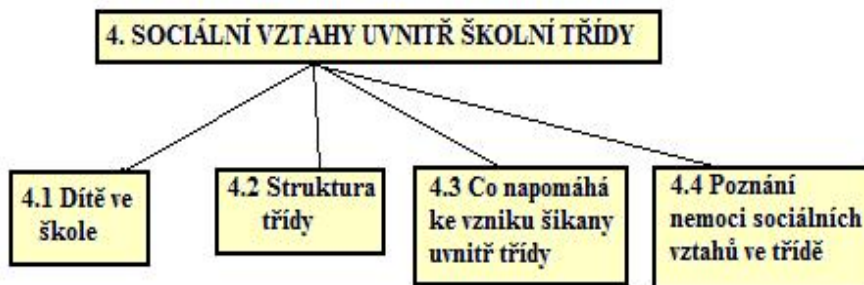 4. SOCIÁLNÍ VZTAHY UVNITŘ ŠKOLNÍ TŘÍDY
4.1 Dítě ve
škole
4.2 Struktura
třídy
4.3 Co napomáhá
ke vzniku šikany
uvnitř třídy
4.4 Poznání
nemoci sociálních
vztahů ve třídě